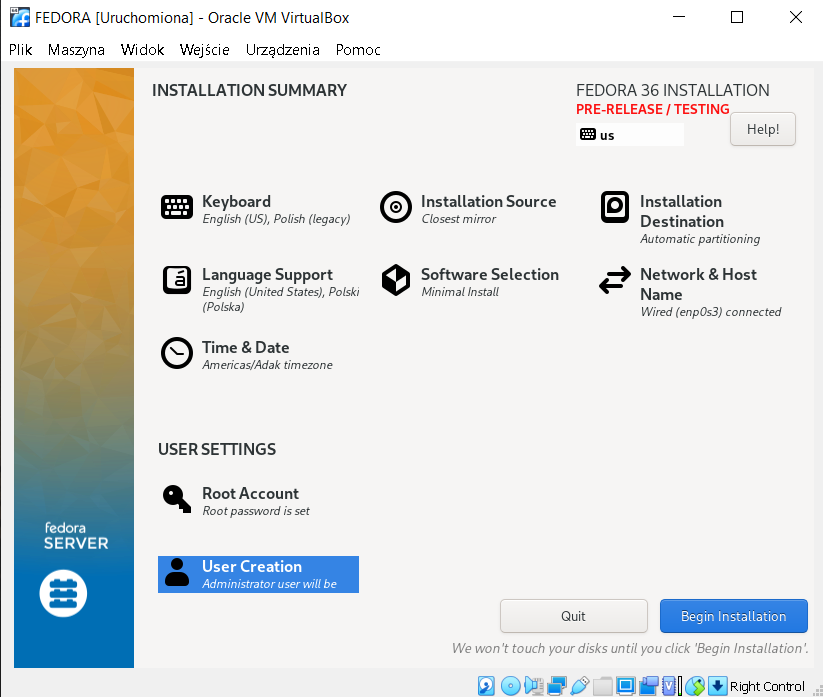 FEDORA [Uruchomiona] - Oracle VM VirtualBox
Plik Maszyna Widok Wejście Urządzenia Pomoc
INSTALLATION SUMMARY
FEDORA 36 INSTALLATION
PRE-RELEASE / TESTING
us
Help!
Keyboard
English (US), Polish (legacy)
Installation Source
Closest mirror
Installation
Destination
Automatic partitioning
Language Support
English (United States), Polski
(Polska)
Software Selection
Minimal Install
Network & Host
Name
Wired (enp0s3) connected
Time & Date
Americas/Adak timezone
USER SETTINGS
Root Account
Root password is set
User Creation
Administrator user will be
fedora
SERVER
Quit
Begin Installation
We won't touch your disks until you click 'Begin Installation'.
Right Control